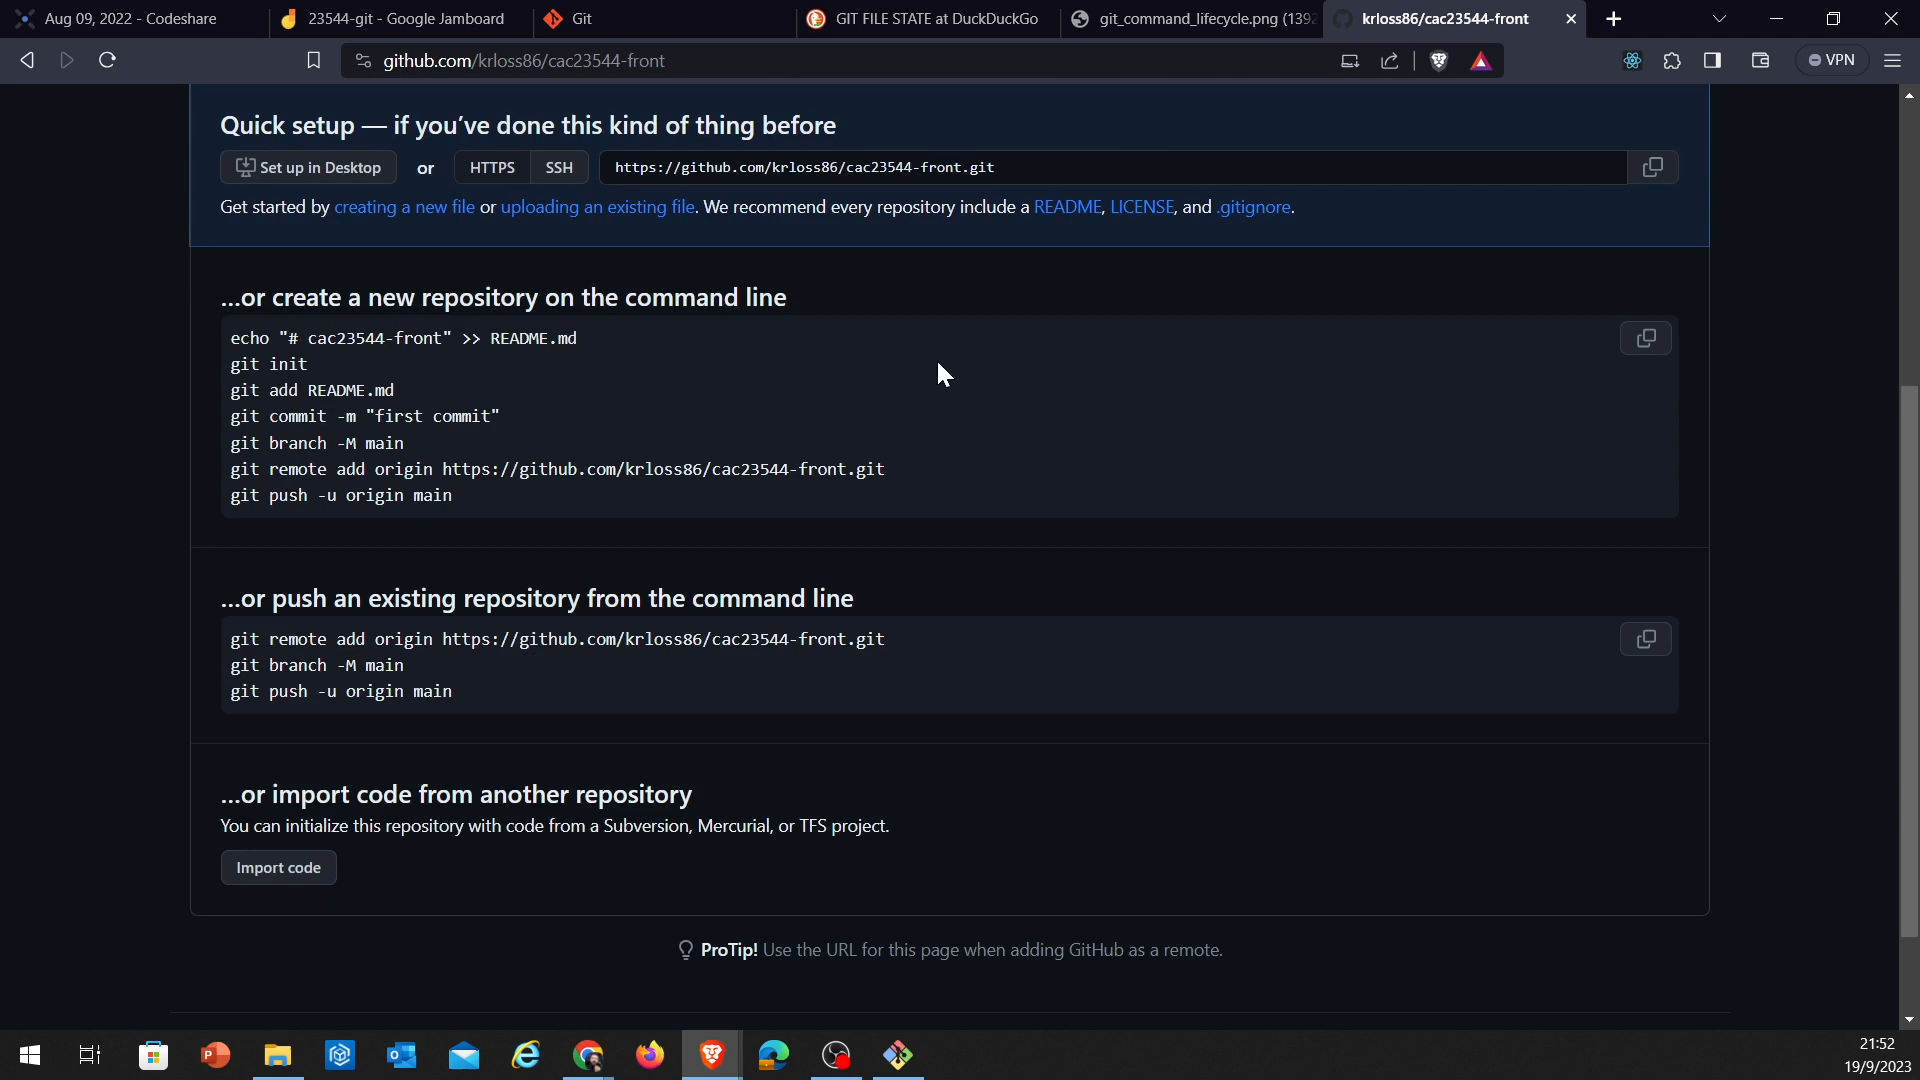 Aug 09, 2022 - Codeshare
23544-git - Google Jamboard
Git
GIT FILE STATE at DuckDuckGo
git_command_lifecycle.png (1392
krloss86/cac23544-front
github.com/krloss86/cac23544-front
VPN
Quick setup — if you’ve done this kind of thing before
Set up in Desktop or HTTPS SSH https://github.com/krloss86/cac23544-front.git
Get started by creating a new file or uploading an existing file. We recommend every repository include a README, LICENSE, and .gitignore.
…or create a new repository on the command line
echo "# cac23544-front" >> README.md
git init
git add README.md
git commit -m "first commit"
git branch -M main
git remote add origin https://github.com/krloss86/cac23544-front.git
git push -u origin main
…or push an existing repository from the command line
git remote add origin https://github.com/krloss86/cac23544-front.git
git branch -M main
git push -u origin main
…or import code from another repository
You can initialize this repository with code from a Subversion, Mercurial, or TFS project.
Import code
ProTip! Use the URL for this page when adding GitHub as a remote.
21:52
19/9/2023